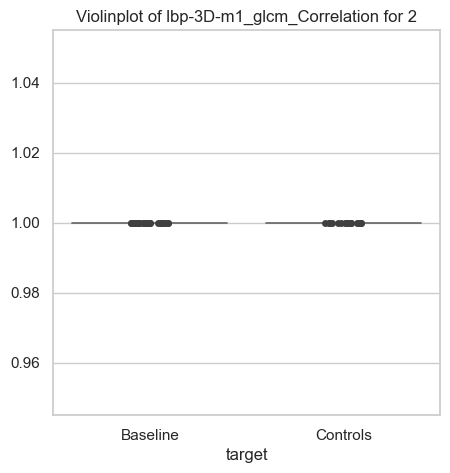 Violinplot of lbp-3D-m1_glcm_Correlation for 2
1.04
1.02
1.00
0.98
0.96
Baseline
Controls
target